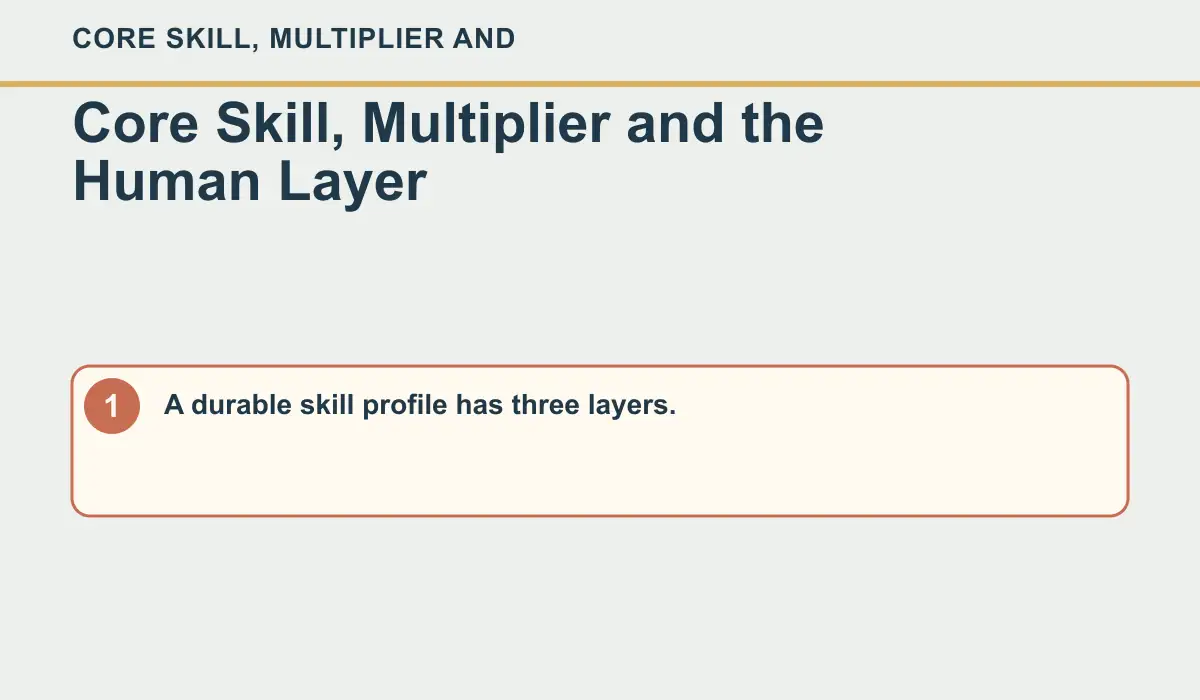 CORE SKILL, MULTIPLIER AND
Core Skill, Multiplier and the
Human Layer
1
A durable skill profile has three layers.